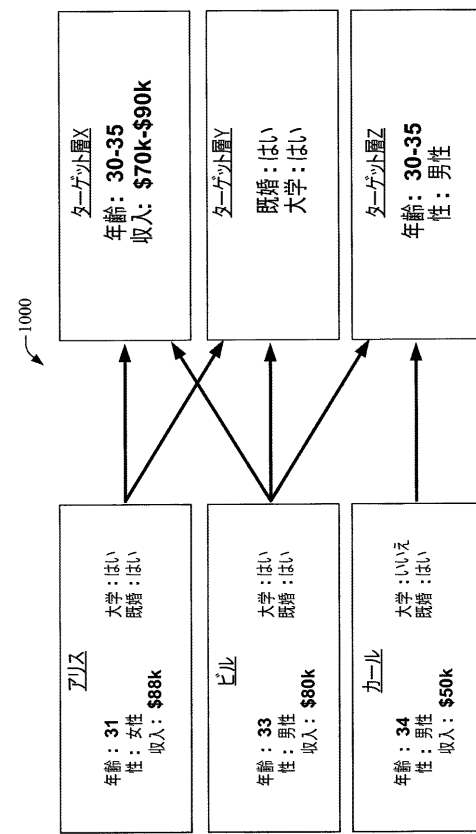 1000
アリス
年齢：31
性：女性
収入：$88k
大学：はい
既婚：はい
ビル
年齢：33
性：男性
収入：$80k
大学：はい
既婚：はい
カール
年齢：34
性：男性
収入：$50k
大学：いいえ
既婚：はい
ターゲット層X
年齢：30-35
収入：$70k-$90k
ターゲット層Y
既婚：はい
大学：はい
ターゲット層Z
年齢：30-35
性：男性